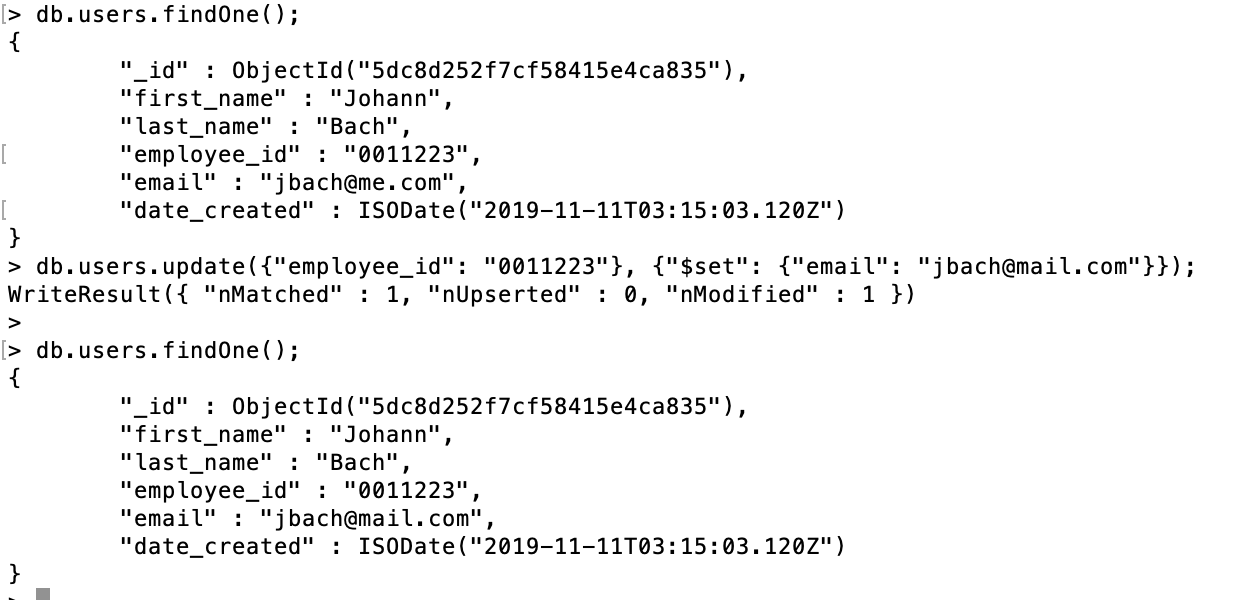 [> db.users.findOne();
{
        "_id" : ObjectId("5dc8d252f7cf58415e4ca835"),
        "first_name" : "Johann",
        "last_name" : "Bach",
[       "employee_id" : "0011223",
        "email" : "jbach@me.com",
[       "date_created" : ISODate("2019-11-11T03:15:03.120Z")
}
> db.users.update({"employee_id": "0011223"}, {"$set": {"email": "jbach@mail.com"}});
WriteResult({ "nMatched" : 1, "nUpserted" : 0, "nModified" : 1 })
>
[> db.users.findOne();
{
        "_id" : ObjectId("5dc8d252f7cf58415e4ca835"),
        "first_name" : "Johann",
        "last_name" : "Bach",
        "employee_id" : "0011223",
        "email" : "jbach@mail.com",
        "date_created" : ISODate("2019-11-11T03:15:03.120Z")
}
>